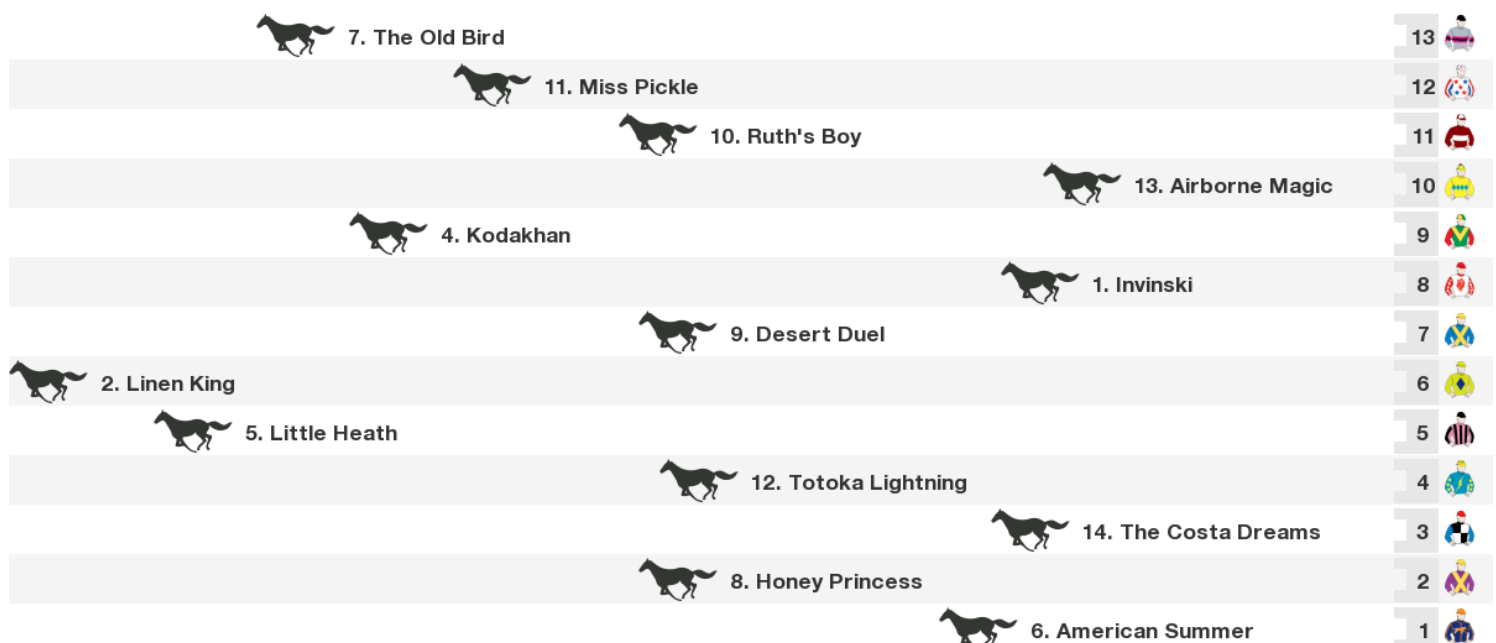 7. The Old Bird 13
11. Miss Pickle 12
10. Ruth's Boy 11
13. Airborne Magic 10
4. Kodakhan 9
1. Invinski 8
9. Desert Duel 7
2. Linen King 6
5. Little Heath 5
12. Totoka Lightning 4
14. The Costa Dreams 3
8. Honey Princess 2
6. American Summer 1